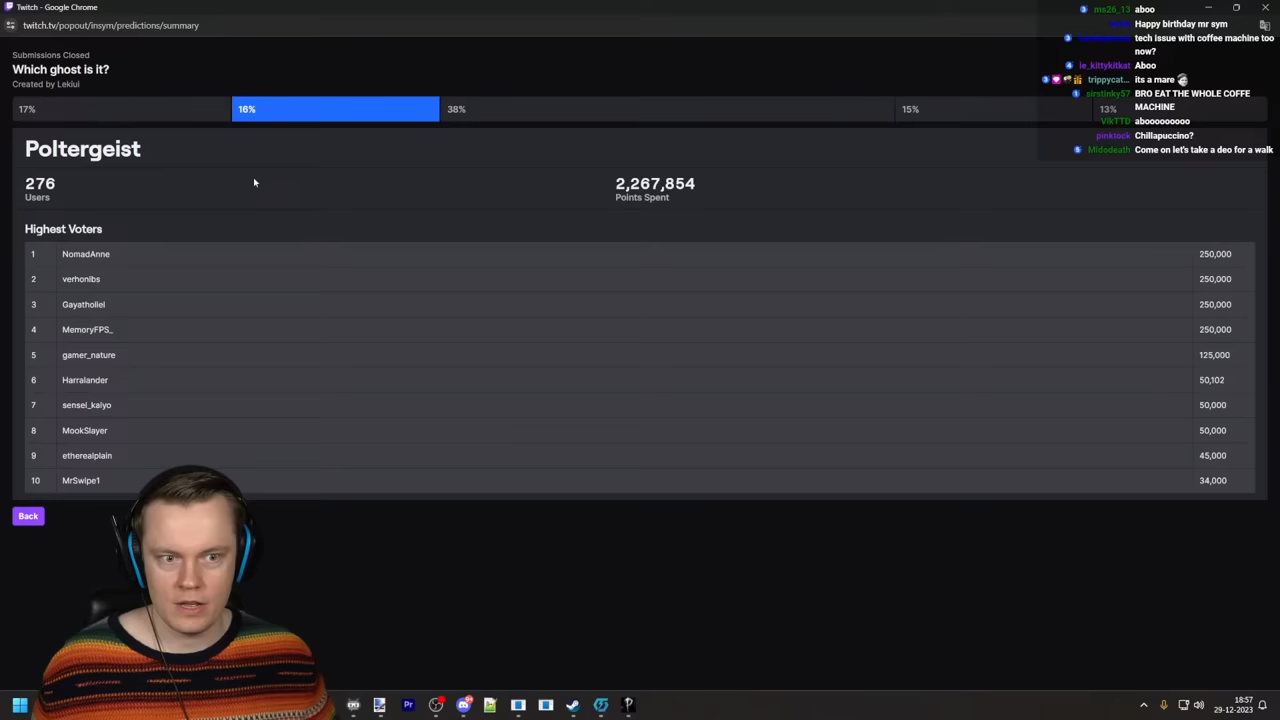 Twitch - Google Chrome
twitch.tv/popout/insym/predictions/summary
Submissions Closed
Which ghost is it?
Created by Lekiui
17%
16%
38%
15%
13%
Poltergeist
276
Users
2,267,854
Points Spent
Highest Voters
1 NomadAnne 250,000
2 verhonibs 250,000
3 Gayatholiel 250,000
4 MemoryFPS_ 250,000
5 gamer_nature 125,000
6 Harralander 50,102
7 sensei_kaiyo 50,000
8 MookSlayer 50,000
9 etherealplain 45,000
10 MrSwipe1 34,000
Back
ms26_13 aboo
Happy birthday mr sym
tech issue with coffee machine too
now?
le_kittykitkat Aboo
trippycat... its a mare
sirstinky57 BRO EAT THE WHOLE COFFE
MACHINE
VikTTD abooooooooo
pinklock Chillapuccino?
Midodeath Come on let's take a deo for a walk
18:57
29-12-2023